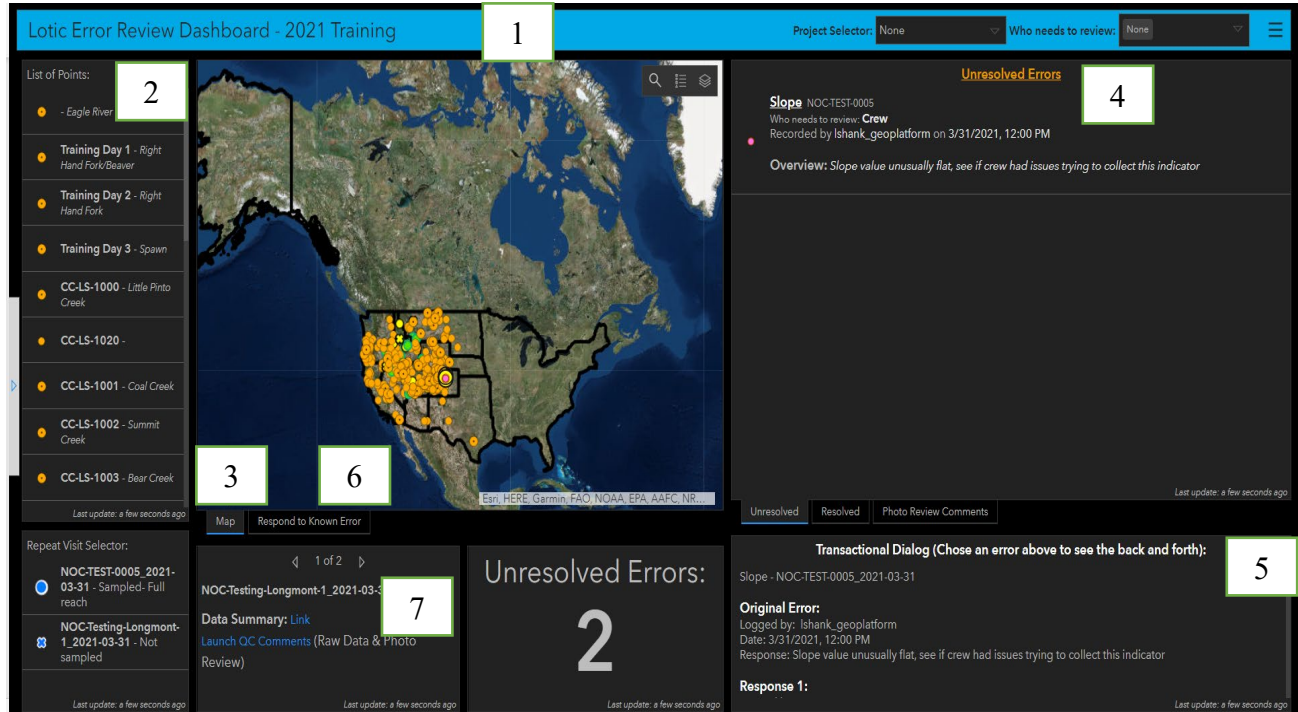 Lotic Error Review Dashboard - 2021 Training
1
Project Selector: None
Who needs to review: None
List of Points:
2
- Eagle River
Training Day 1 - Right
Hand Fork/Beaver
Training Day 2 - Right
Hand Fork
Training Day 3 - Spawn
CC-LS-1000 - Little Pinto
Creek
CC-LS-1020 -
CC-LS-1001 - Coal Creek
CC-LS-1002 - Summit
Creek
CC-LS-1003 - Bear Creek
Last update: a few seconds ago
3
6
Esri, HERE, Garmin, FAO, NOAA, EPA, AAFC, NR...
Map
Respond to Known Error
Unresolved Errors
4
Slope NOC-TEST-0005
Who needs to review: Crew
Recorded by lshank_geoplatform on 3/31/2021, 12:00 PM
Overview: Slope value unusually flat, see if crew had issues trying to collect this indicator
Last update: a few seconds ago
Unresolved
Resolved
Photo Review Comments
Repeat Visit Selector:
NOC-TEST-0005_2021-
03-31 - Sampled- Full
reach
NOC-Testing-Longmont-
1_2021-03-31 - Not
sampled
Last update: a few seconds ago
1 of 2
NOC-Testing-Longmont-1_2021-03-3
7
Data Summary: Link
Launch QC Comments (Raw Data & Photo
Review)
Last update: a few seconds ago
Unresolved Errors:
2
Last update: a few seconds ago
Transactional Dialog (Chose an error above to see the back and forth):
5
Slope - NOC-TEST-0005_2021-03-31
Original Error:
Logged by: lshank_geoplatform
Date: 3/31/2021, 12:00 PM
Response: Slope value unusually flat, see if crew had issues trying to collect this indicator
Response 1:
Last update: a few seconds ago